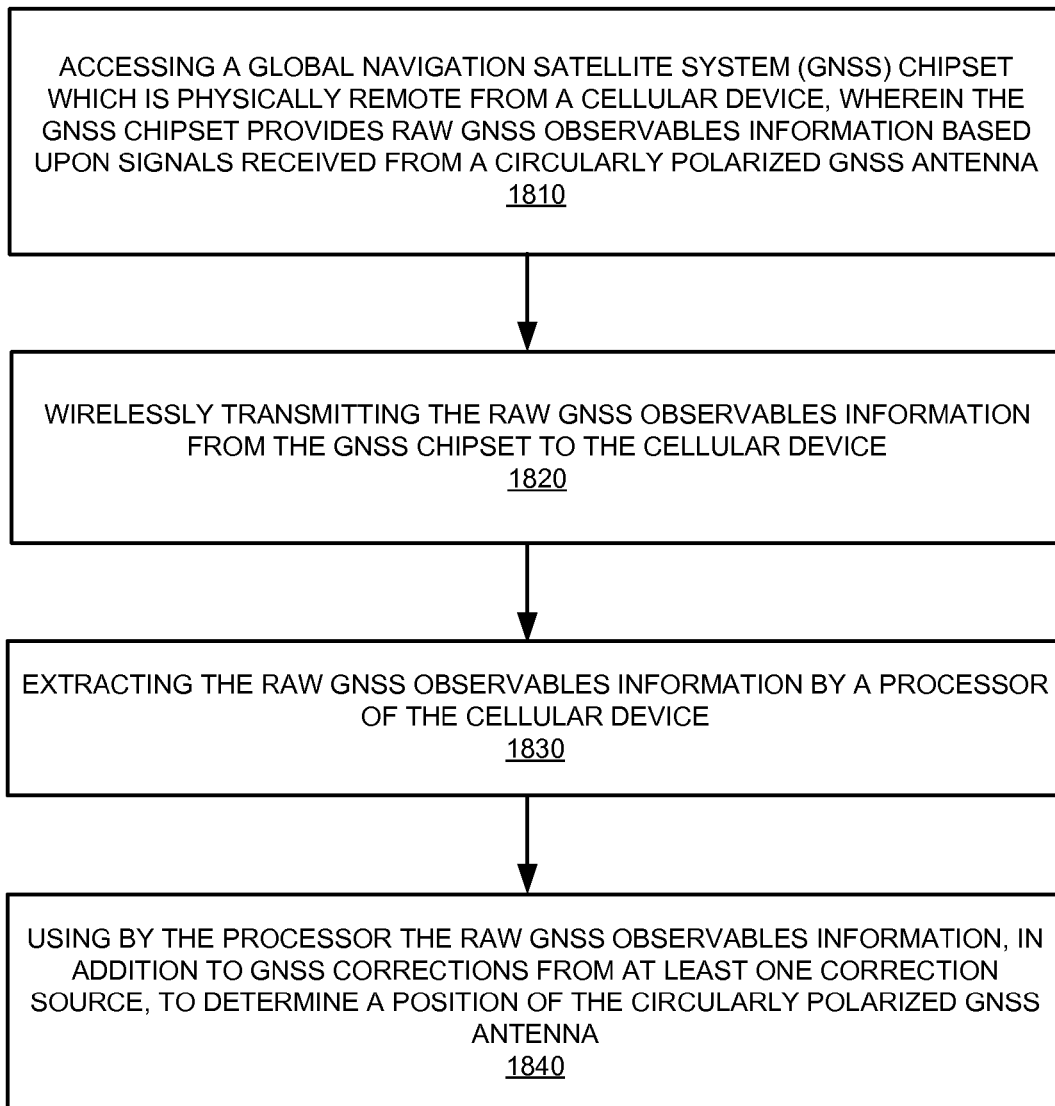 ACCESSING A GLOBAL NAVIGATION SATELLITE SYSTEM (GNSS) CHIPSET
WHICH IS PHYSICALLY REMOTE FROM A CELLULAR DEVICE, WHEREIN THE
GNSS CHIPSET PROVIDES RAW GNSS OBSERVABLES INFORMATION BASED
UPON SIGNALS RECEIVED FROM A CIRCULARLY POLARIZED GNSS ANTENNA
1810
WIRELESSLY TRANSMITTING THE RAW GNSS OBSERVABLES INFORMATION
FROM THE GNSS CHIPSET TO THE CELLULAR DEVICE
1820
EXTRACTING THE RAW GNSS OBSERVABLES INFORMATION BY A PROCESSOR
OF THE CELLULAR DEVICE
1830
USING BY THE PROCESSOR THE RAW GNSS OBSERVABLES INFORMATION, IN
ADDITION TO GNSS CORRECTIONS FROM AT LEAST ONE CORRECTION
SOURCE, TO DETERMINE A POSITION OF THE CIRCULARLY POLARIZED GNSS
ANTENNA
1840